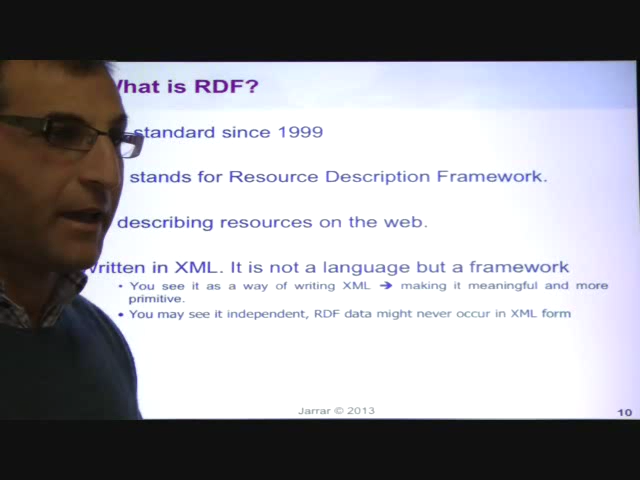 What is RDF?
standard since 1999
stands for Resource Description Framework.
describing resources on the web.
written in XML. It is not a language but a framework
• You see it as a way of writing XML ➔ making it meaningful and more
primitive.
• You may see it independent, RDF data might never occur in XML form
Jarrar © 2013
10